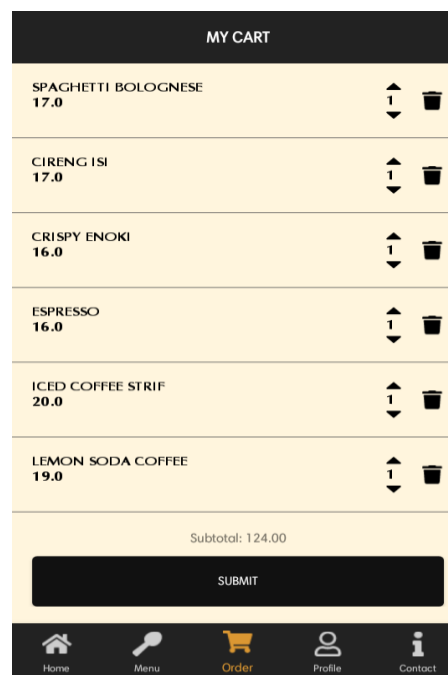 MY CART
SPAGHETTI BOLOGNESE
17.0
1
CIRENG ISI
17.0
1
CRISPY ENOKI
16.0
1
ESPRESSO
16.0
1
ICED COFFEE STRIF
20.0
1
LEMON SODA COFFEE
19.0
1
Subtotal: 124.00
SUBMIT
Home Menu Order Profile Contact